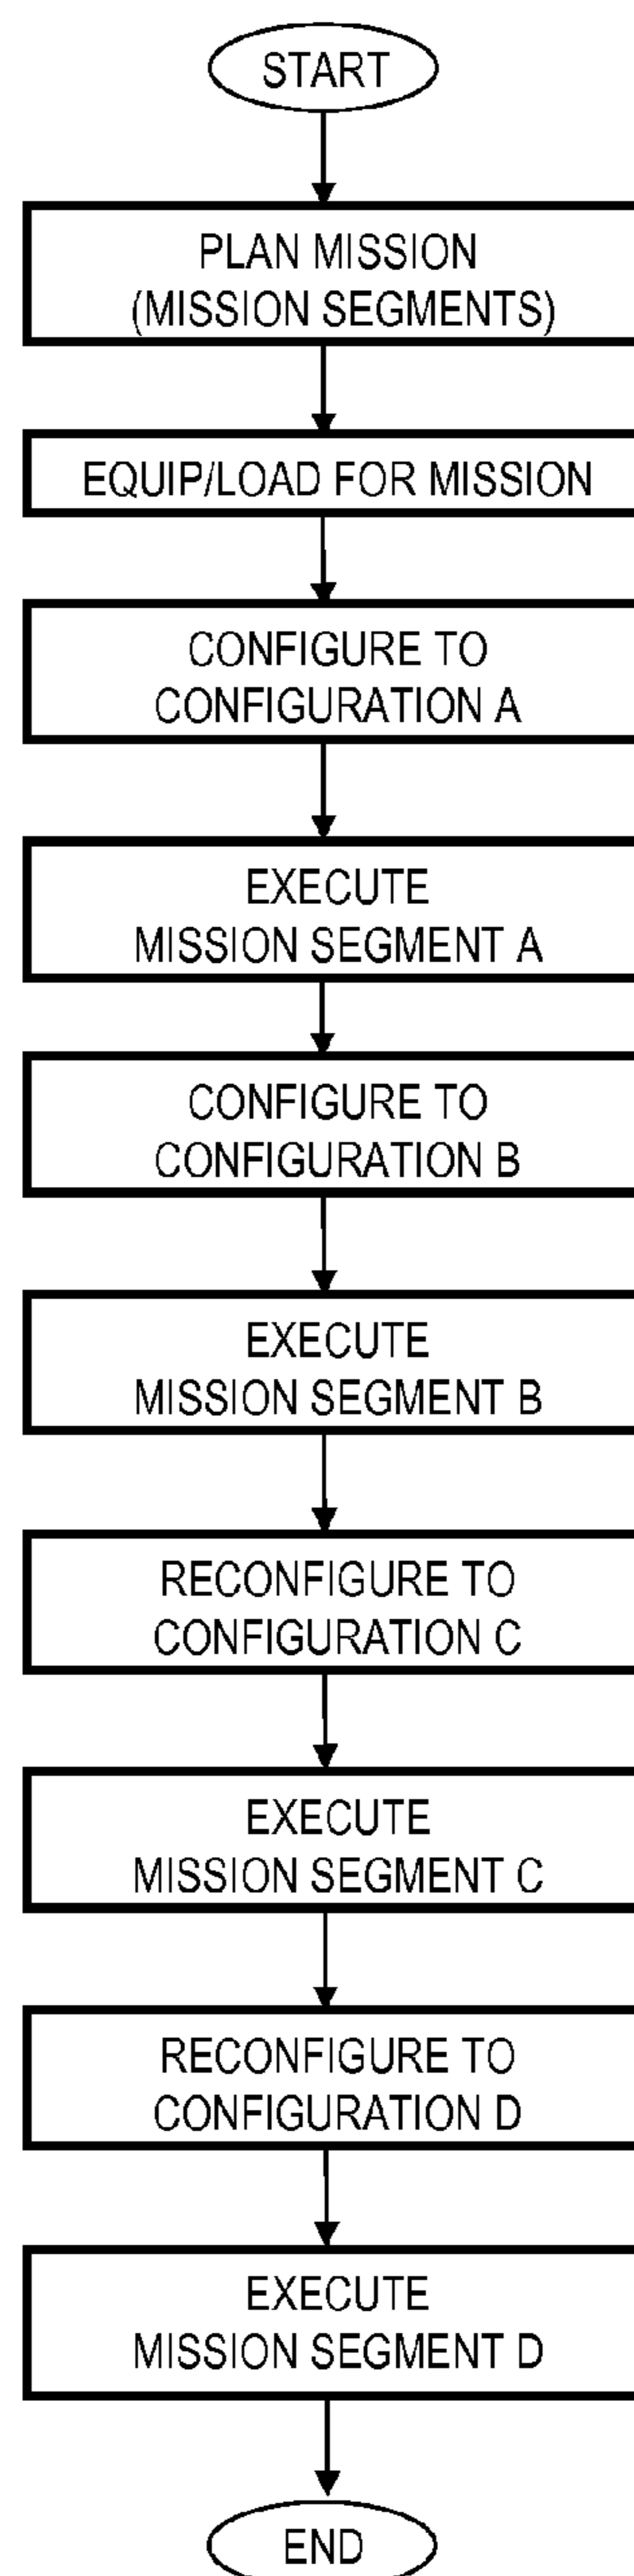 START
PLAN MISSION
(MISSION SEGMENTS)
EQUIP/LOAD FOR MISSION
CONFIGURE TO
CONFIGURATION A
EXECUTE
MISSION SEGMENT A
CONFIGURE TO
CONFIGURATION B
EXECUTE
MISSION SEGMENT B
RECONFIGURE TO
CONFIGURATION C
EXECUTE
MISSION SEGMENT C
RECONFIGURE TO
CONFIGURATION D
EXECUTE
MISSION SEGMENT D
END